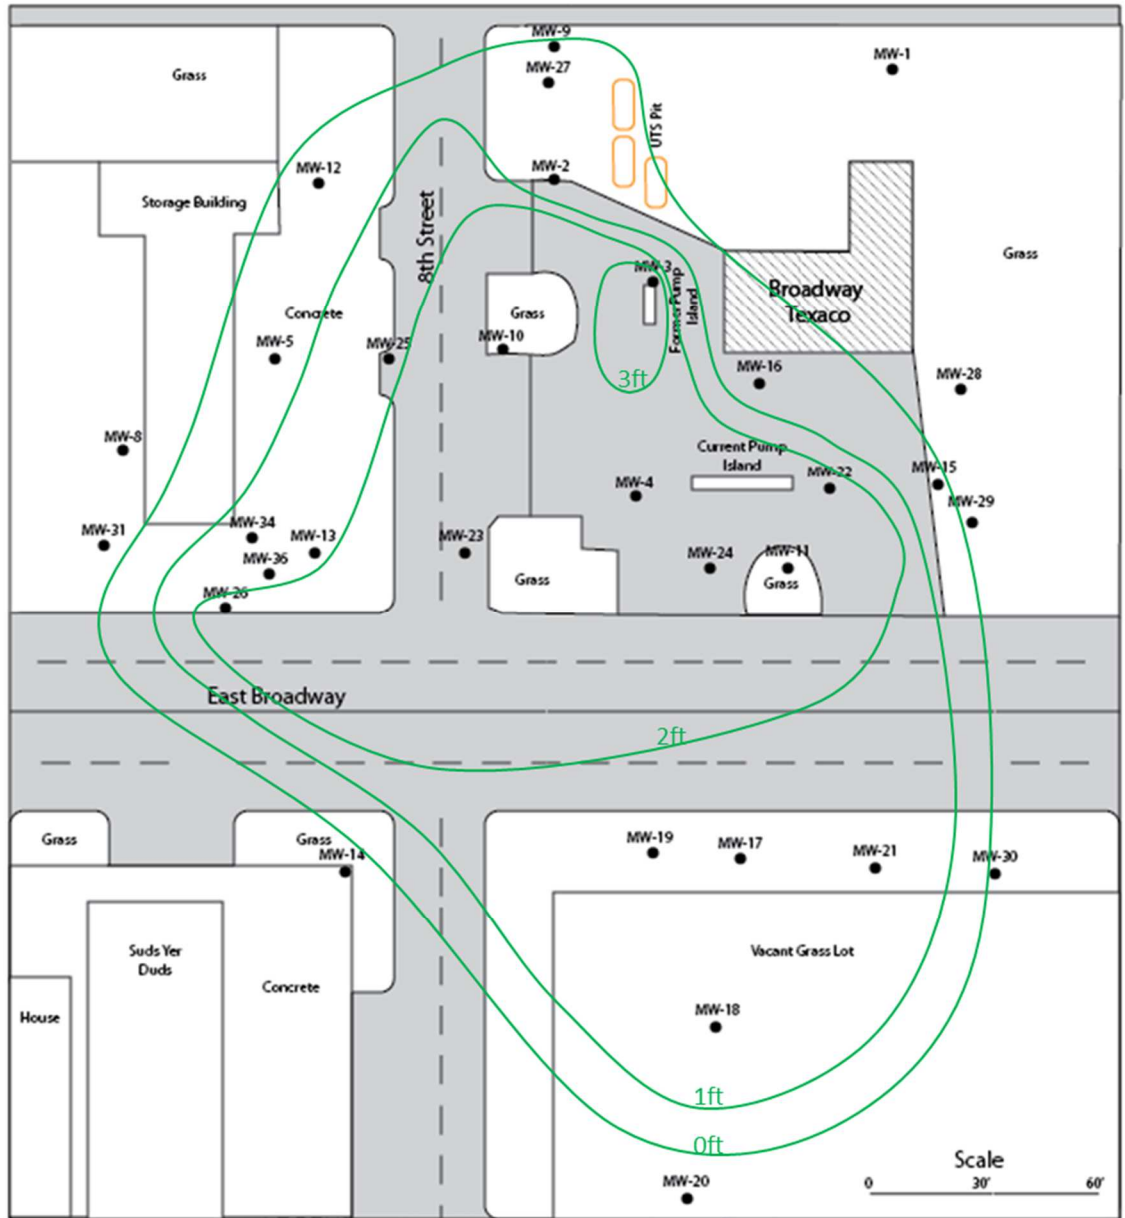 MW-9
MW-1
Grass
MW-27
UTS Pit
MW-12
MW-2
Storage Building
8th Street
Grass
MW-3
Former Pump
Island
Broadway
Texaco
Concrete
Grass
MW-5
MW-25
MW-10
MW-16
3ft
MW-28
MW-8
Current Pump
Island
MW-4
MW-22
MW-15
MW-29
MW-31
MW-34
MW-13
MW-23
MW-36
MW-24
MW-11
Grass
Grass
MW-26
East Broadway
2ft
Grass
Grass
MW-14
MW-19
MW-17
MW-21
MW-30
Suds Yer
Duds
Vacant Grass Lot
Concrete
House
MW-18
1ft
0ft
Scale
0 30' 60'
MW-20